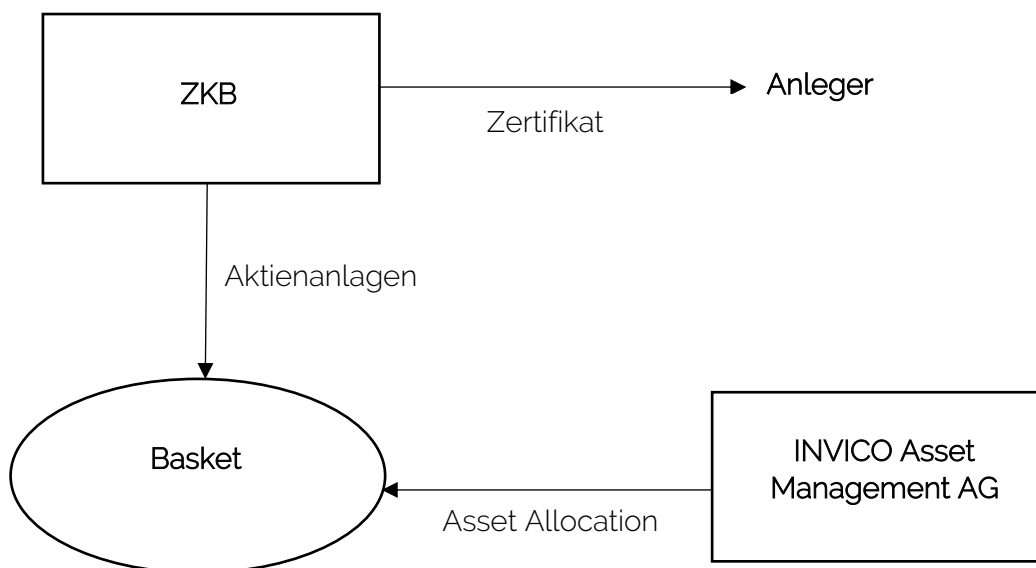 ZKB
Anleger
Zertifikat
Aktienanlagen
Basket
INVICO Asset
Management AG
Asset Allocation